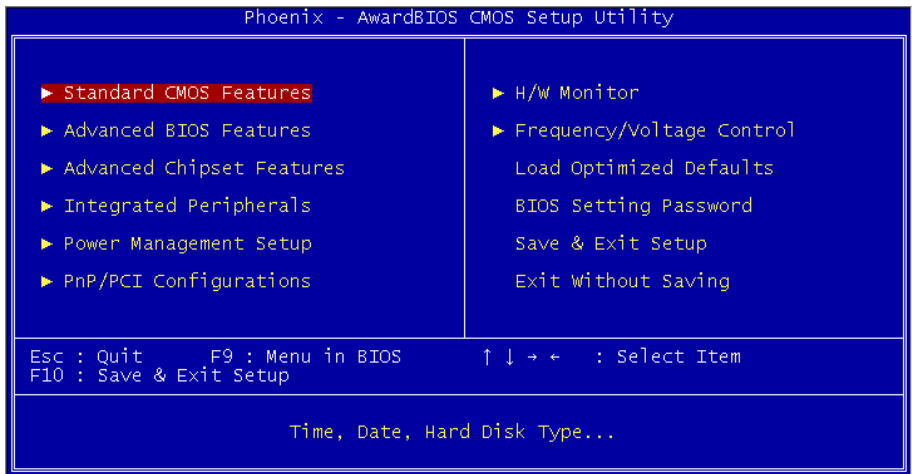 Phoenix - AwardBIOS CMOS Setup Utility
► Standard CMOS Features
► Advanced BIOS Features
► Advanced Chipset Features
► Integrated Peripherals
► Power Management Setup
► PnP/PCI Configurations
► H/W Monitor
► Frequency/Voltage Control
Load Optimized Defaults
BIOS Setting Password
Save & Exit Setup
Exit Without Saving
Esc : Quit F9 : Menu in BIOS ↑ ↓ → ← : Select Item
F10 : Save & Exit Setup
Time, Date, Hard Disk Type...